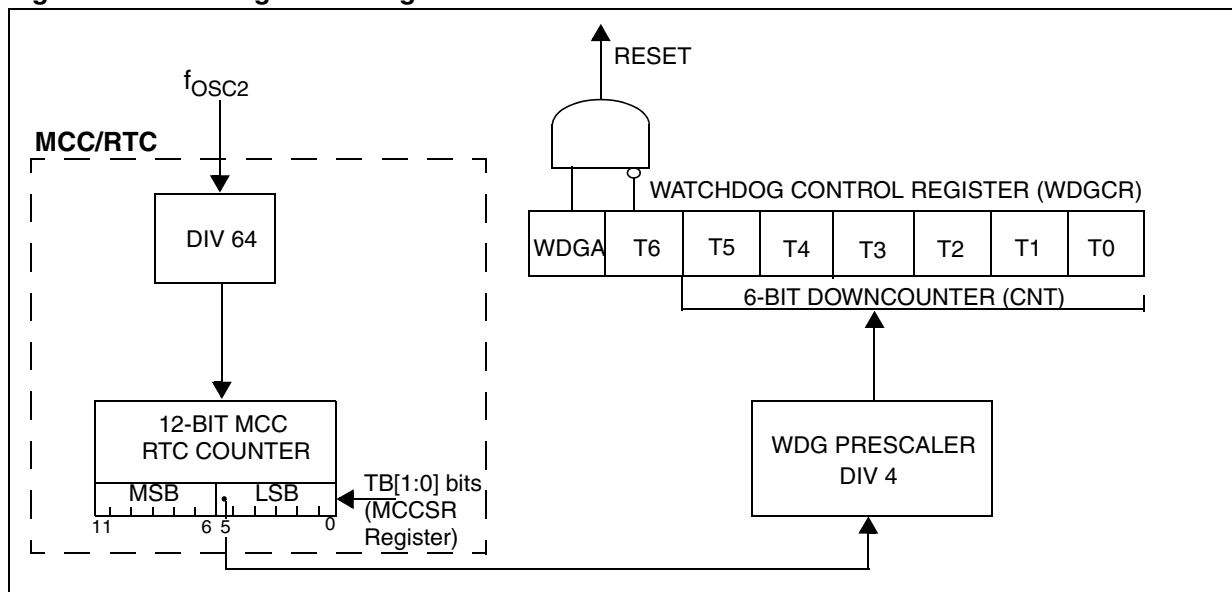 RESET
fOSC2
MCC/RTC
DIV 64
12-BIT MCC
RTC COUNTER
MSB LSB
11 6 5 0
TB[1:0] bits
(MCCSR
Register)
WATCHDOG CONTROL REGISTER (WDGCR)
WDGA T6 T5 T4 T3 T2 T1 T0
6-BIT DOWNCOUNTER (CNT)
WDG PRESCALER
DIV 4